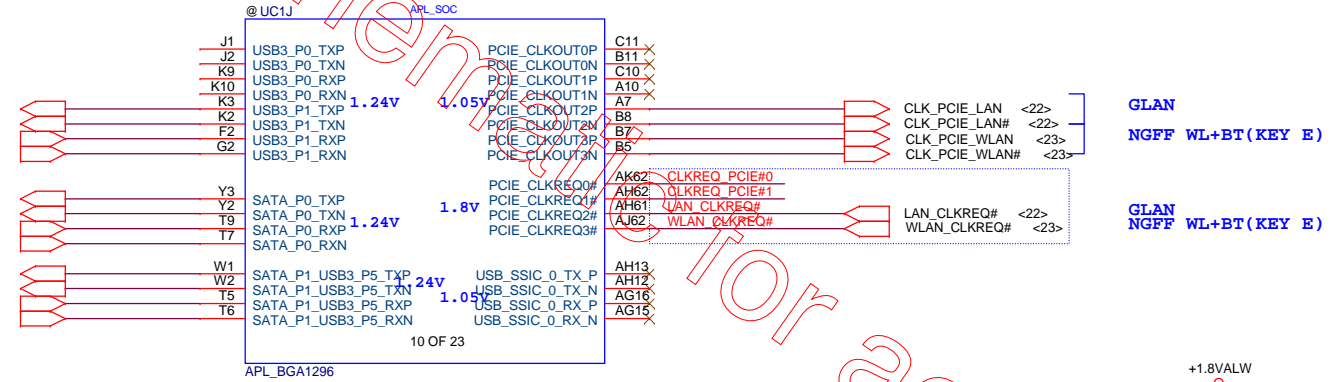 @ UC1J APL_SOC
J1 USB3_P0_TXP PCIE_CLKOUT0P C11
J2 USB3_P0_TXN PCIE_CLKOUT0N B11
K9 USB3_P0_RXP PCIE_CLKOUT1P C10
K10 USB3_P0_RXN 1.24V 1.05V PCIE_CLKOUT1N A10
K3 USB3_P1_TXP PCIE_CLKOUT2P A7 CLK_PCIE_LAN <22> GLAN
K2 USB3_P1_TXN PCIE_CLKOUT2N B8 CLK_PCIE_LAN# <22>
F2 USB3_P1_RXP PCIE_CLKOUT3P B7 CLK_PCIE_WLAN <23> NGFF WL+BT(KEY E)
G2 USB3_P1_RXN PCIE_CLKOUT3N B5 CLK_PCIE_WLAN# <23>
PCIE_CLKREQ0# AK62 CLKREQ_PCIE#0
Y3 SATA_P0_TXP PCIE_CLKREQ1# AH62 CLKREQ_PCIE#1
Y2 SATA_P0_TXN 1.8V PCIE_CLKREQ2# AH61 LAN_CLKREQ# LAN_CLKREQ# <22> GLAN
T9 SATA_P0_RXP 1.24V PCIE_CLKREQ3# AJ62 WLAN_CLKREQ# WLAN_CLKREQ# <23> NGFF WL+BT(KEY E)
T7 SATA_P0_RXN
W1 SATA_P1_USB3_P5_TXP USB_SSIC_0_TX_P AH13
W2 SATA_P1_USB3_P5_TXN 1.24V USB_SSIC_0_TX_N AH12
T5 SATA_P1_USB3_P5_RXP 1.05V USB_SSIC_0_RX_P AG16
T6 SATA_P1_USB3_P5_RXN USB_SSIC_0_RX_N AG15
10 OF 23
APL_BGA1296
+1.8VALW